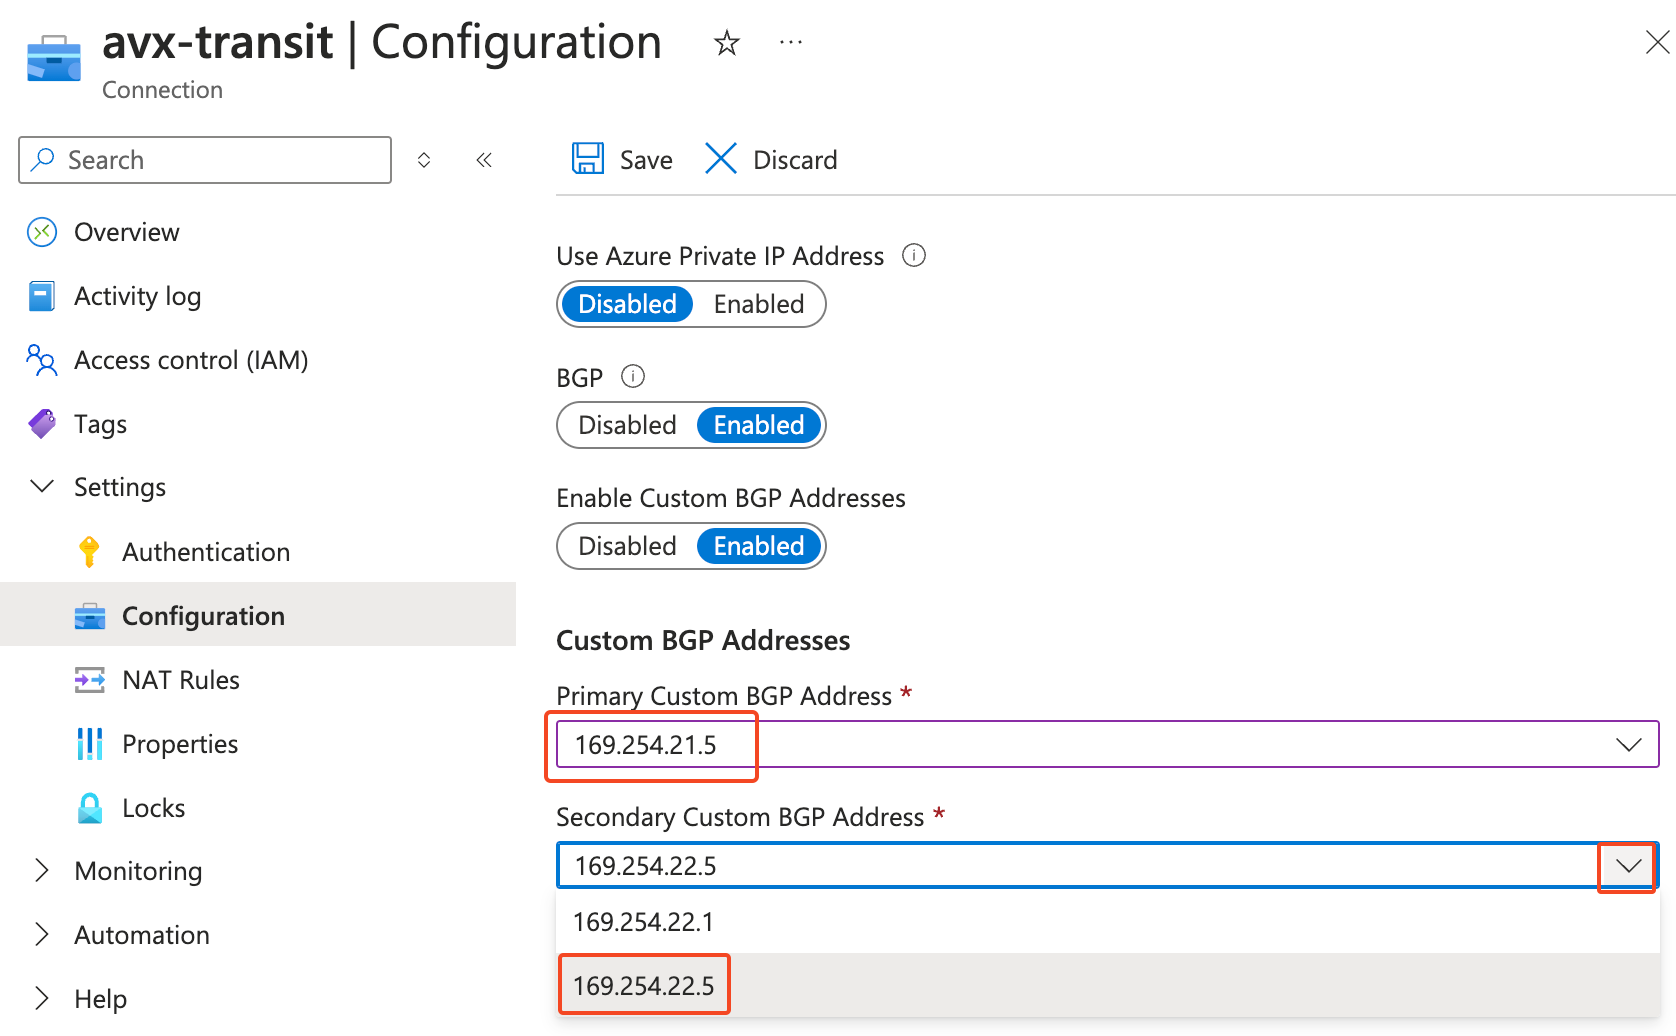 avx-transit | Configuration
Connection
Search
Save
Discard
Overview
Activity log
Access control (IAM)
Tags
Settings
Authentication
Configuration
NAT Rules
Properties
Locks
Monitoring
Automation
Help
Use Azure Private IP Address
Disabled Enabled
BGP
Disabled Enabled
Enable Custom BGP Addresses
Disabled Enabled
Custom BGP Addresses
Primary Custom BGP Address *
169.254.21.5
Secondary Custom BGP Address *
169.254.22.5
169.254.22.1
169.254.22.5